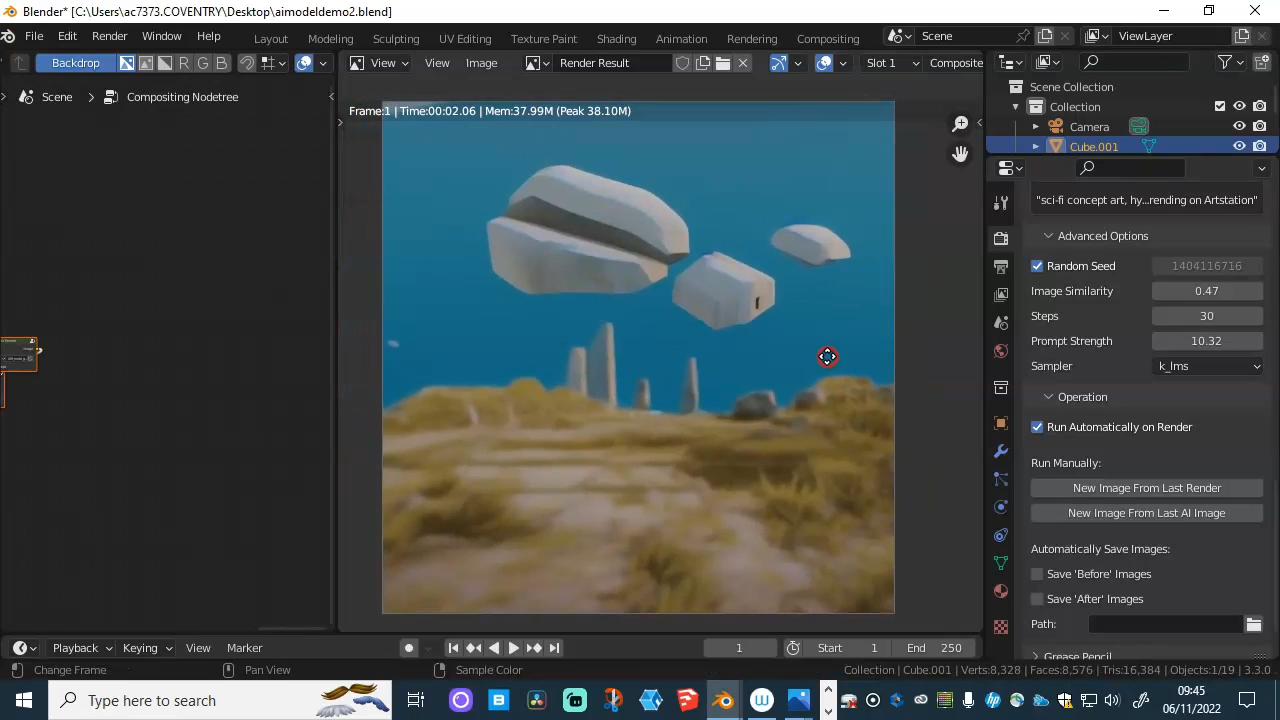 Blender* [C:\Users\ac7373.COVENTRY\Desktop\aimodeldemo2.blend]
File Edit Render Window Help Layout Modeling Sculpting UV Editing Texture Paint Shading Animation Rendering Compositing Scene ViewLayer
Backdrop R G B View View Image Render Result Slot 1 Composite
Scene > Compositing Nodetree
Scene Collection
Collection
Camera
Cube.001
Frame:1 | Time:00:02.06 | Mem:37.99M (Peak 38.10M)
"sci-fi concept art, hy...rending on Artstation"
Advanced Options
Random Seed 1404116716
Image Similarity 0.47
Steps 30
Prompt Strength 10.32
Sampler k_lms
Operation
Run Automatically on Render
Run Manually:
New Image From Last Render
New Image From Last AI Image
Automatically Save Images:
Save 'Before' Images
Save 'After' Images
Path:
Grease Pencil
Playback Keying View Marker 1 Start 1 End 250
Change Frame Pan View Sample Color Collection | Cube.001 | Verts:8,328 | Faces:8,576 | Tris:16,384 | Objects:1/19 | 3.3.0
Type here to search
09:45
06/11/2022